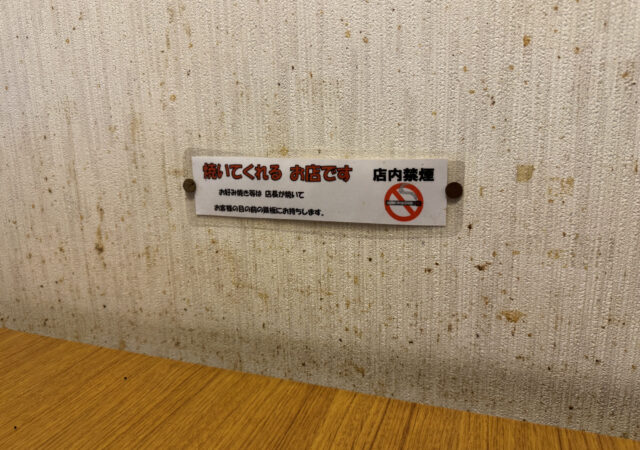 焼いてくれる お店です
店内禁煙
お好み焼き等は 店長が焼いて
お客様の目の前の鉄板にお持ちします。